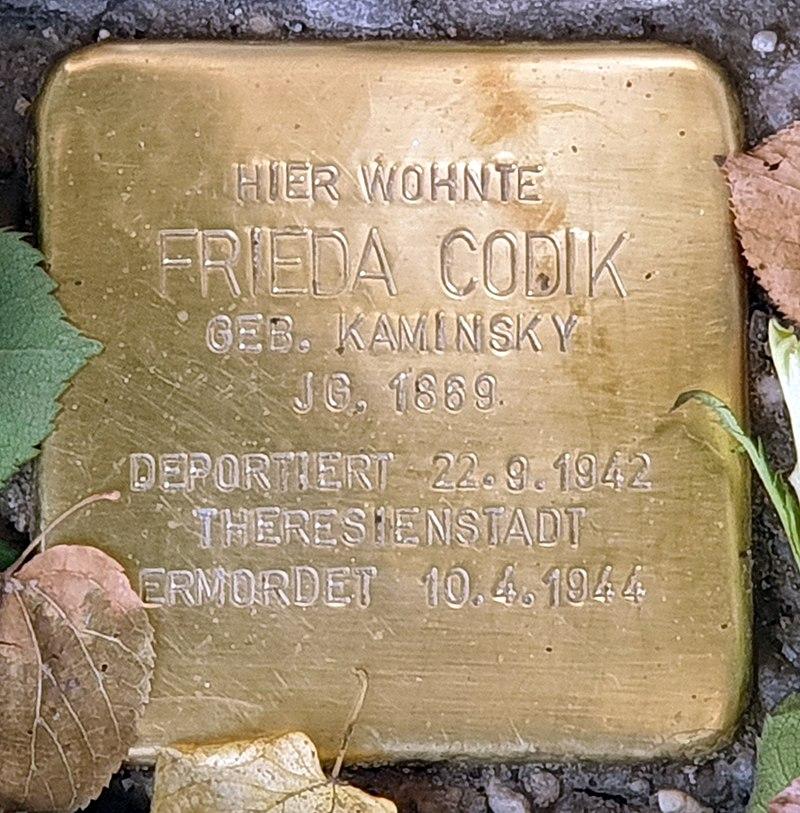 HIER WOHNTE
FRIEDA CODIK
GEB. KAMINSKY
JG. 1869
DEPORTIERT 22.9.1942
THERESIENSTADT
ERMORDET 10.4.1944